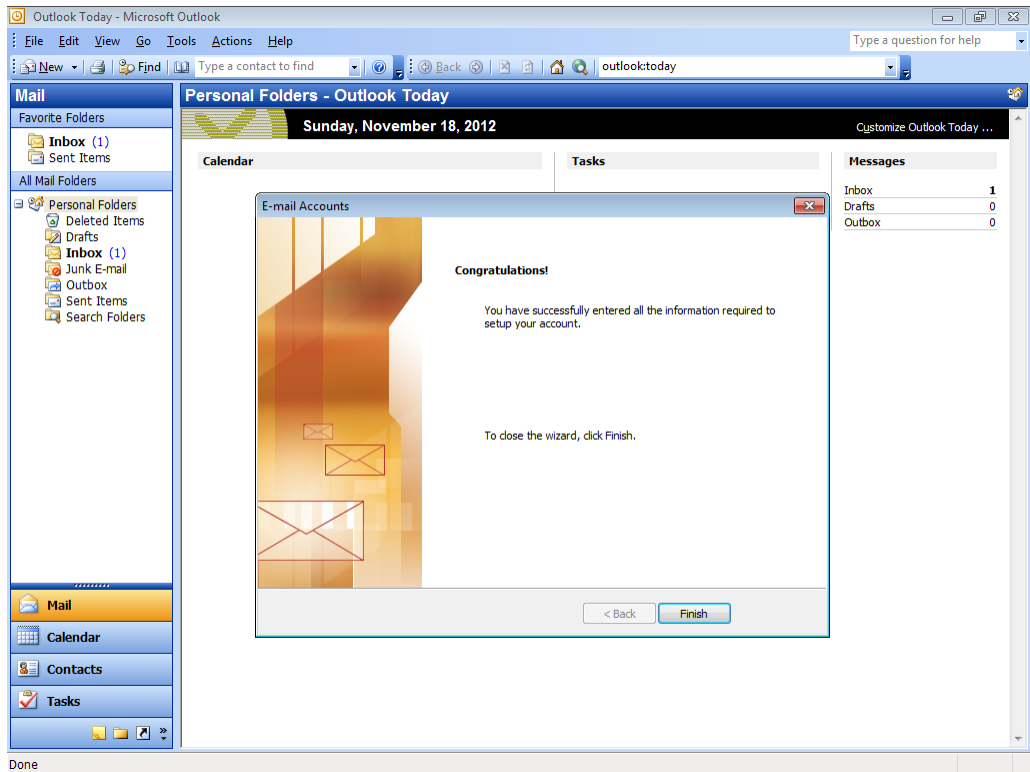 Outlook Today - Microsoft Outlook
File Edit View Go Tools Actions Help
Type a question for help
New Find Type a contact to find Back outlook:today
Mail
Personal Folders - Outlook Today
Favorite Folders
Inbox (1)
Sent Items
All Mail Folders
Personal Folders
Deleted Items
Drafts
Inbox (1)
Junk E-mail
Outbox
Sent Items
Search Folders
Sunday, November 18, 2012
Customize Outlook Today ...
Calendar
Tasks
Messages
Inbox 1
Drafts 0
Outbox 0
E-mail Accounts
Congratulations!
You have successfully entered all the information required to
setup your account.
To close the wizard, click Finish.
< Back
Finish
Mail
Calendar
Contacts
Tasks
Done